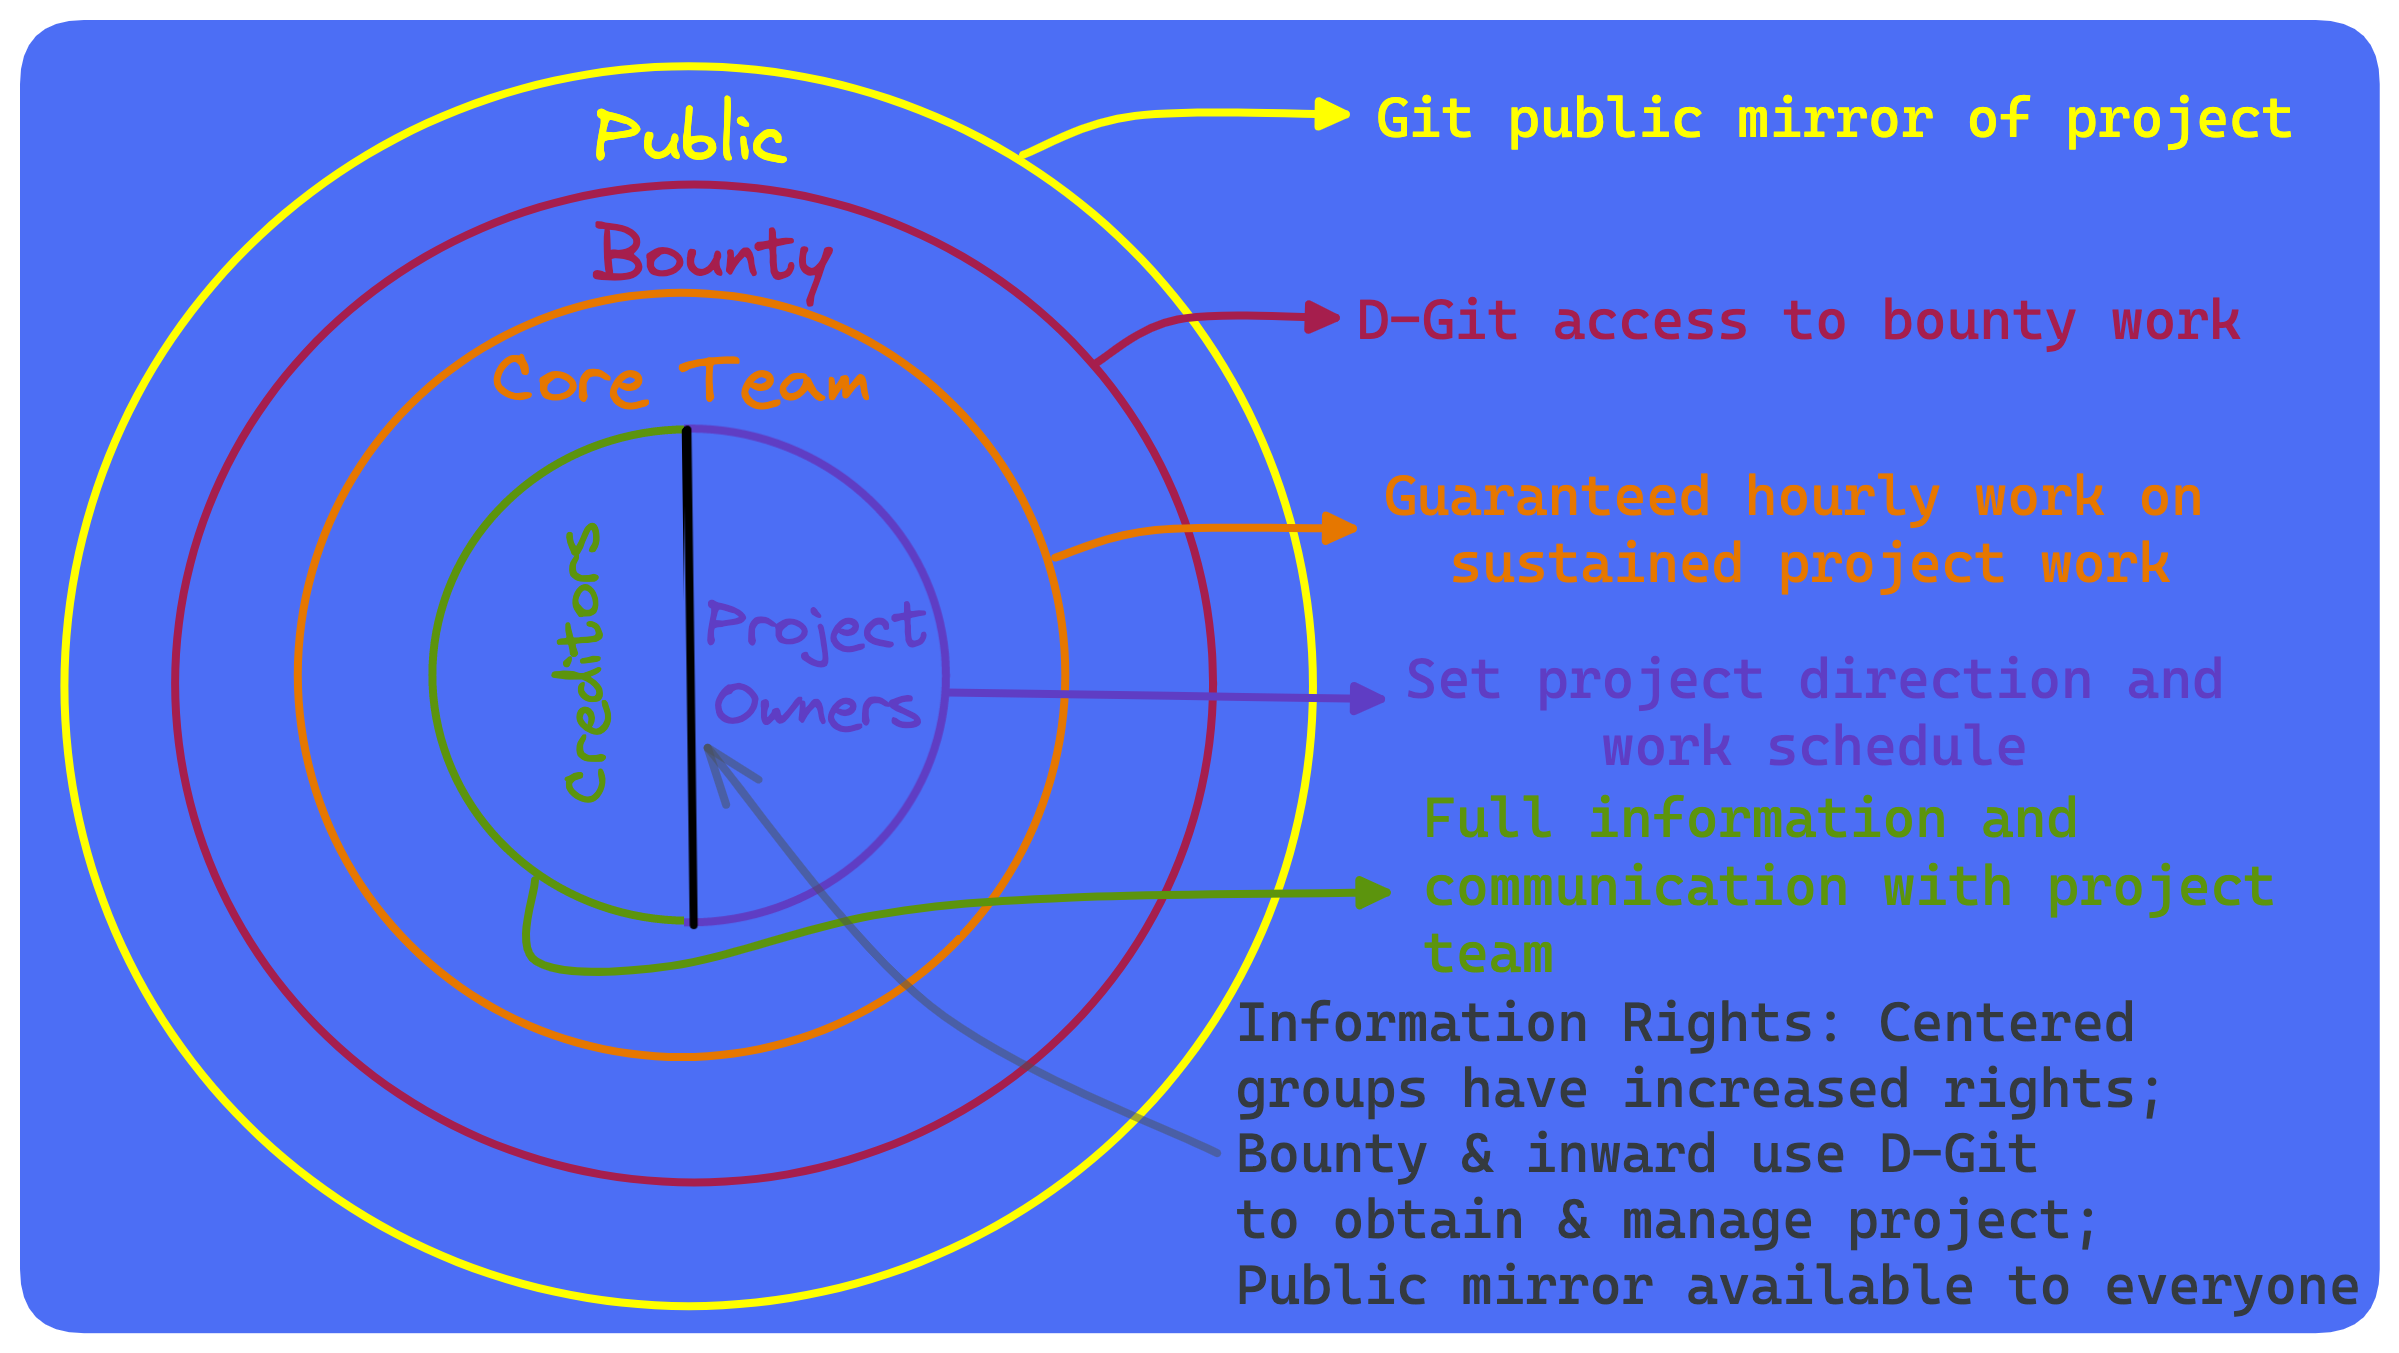 Public
Bounty
Core Team
Creditors
Project
Owners
Git public mirror of project
D-Git access to bounty work
Guaranteed hourly work on
sustained project work
Set project direction and
work schedule
Full information and
communication with project
team
Information Rights: Centered
groups have increased rights;
Bounty & inward use D-Git
to obtain & manage project;
Public mirror available to everyone